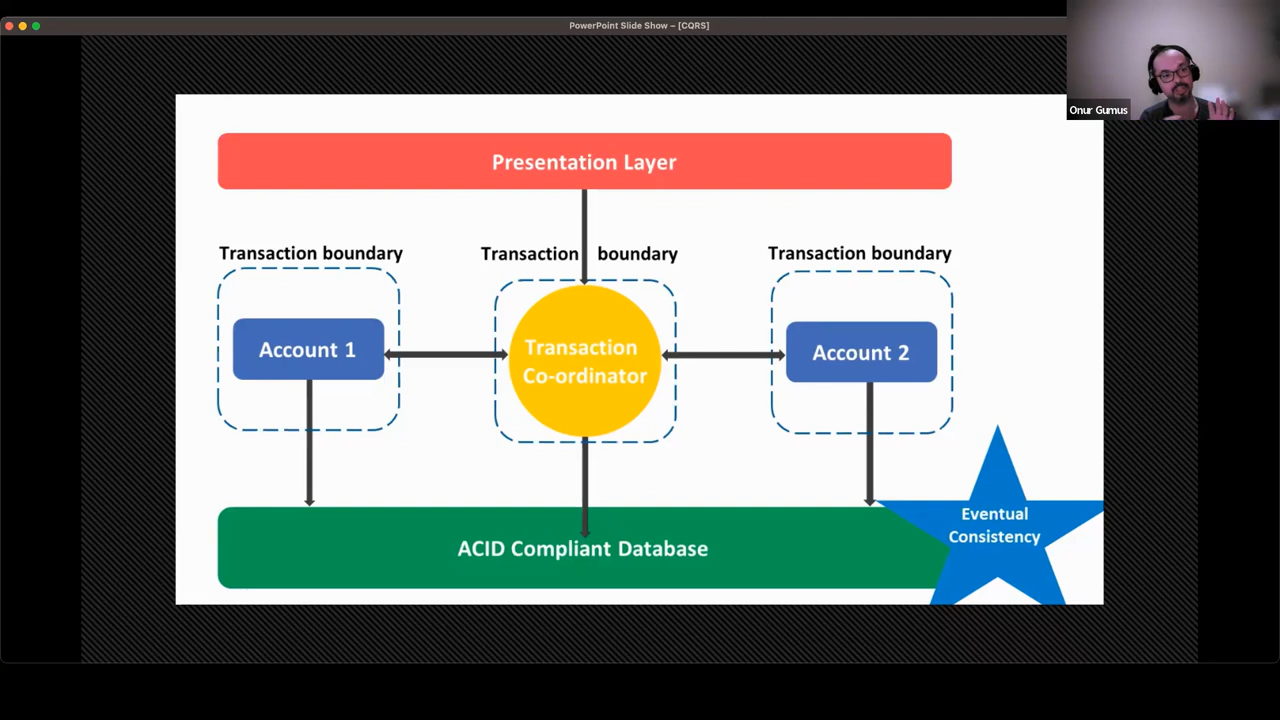 PowerPoint Slide Show – [CQRS]
Onur Gumus
Presentation Layer
Transaction boundary
Transaction boundary
Transaction boundary
Account 1
Transaction
Co-ordinator
Account 2
Eventual
Consistency
ACID Compliant Database